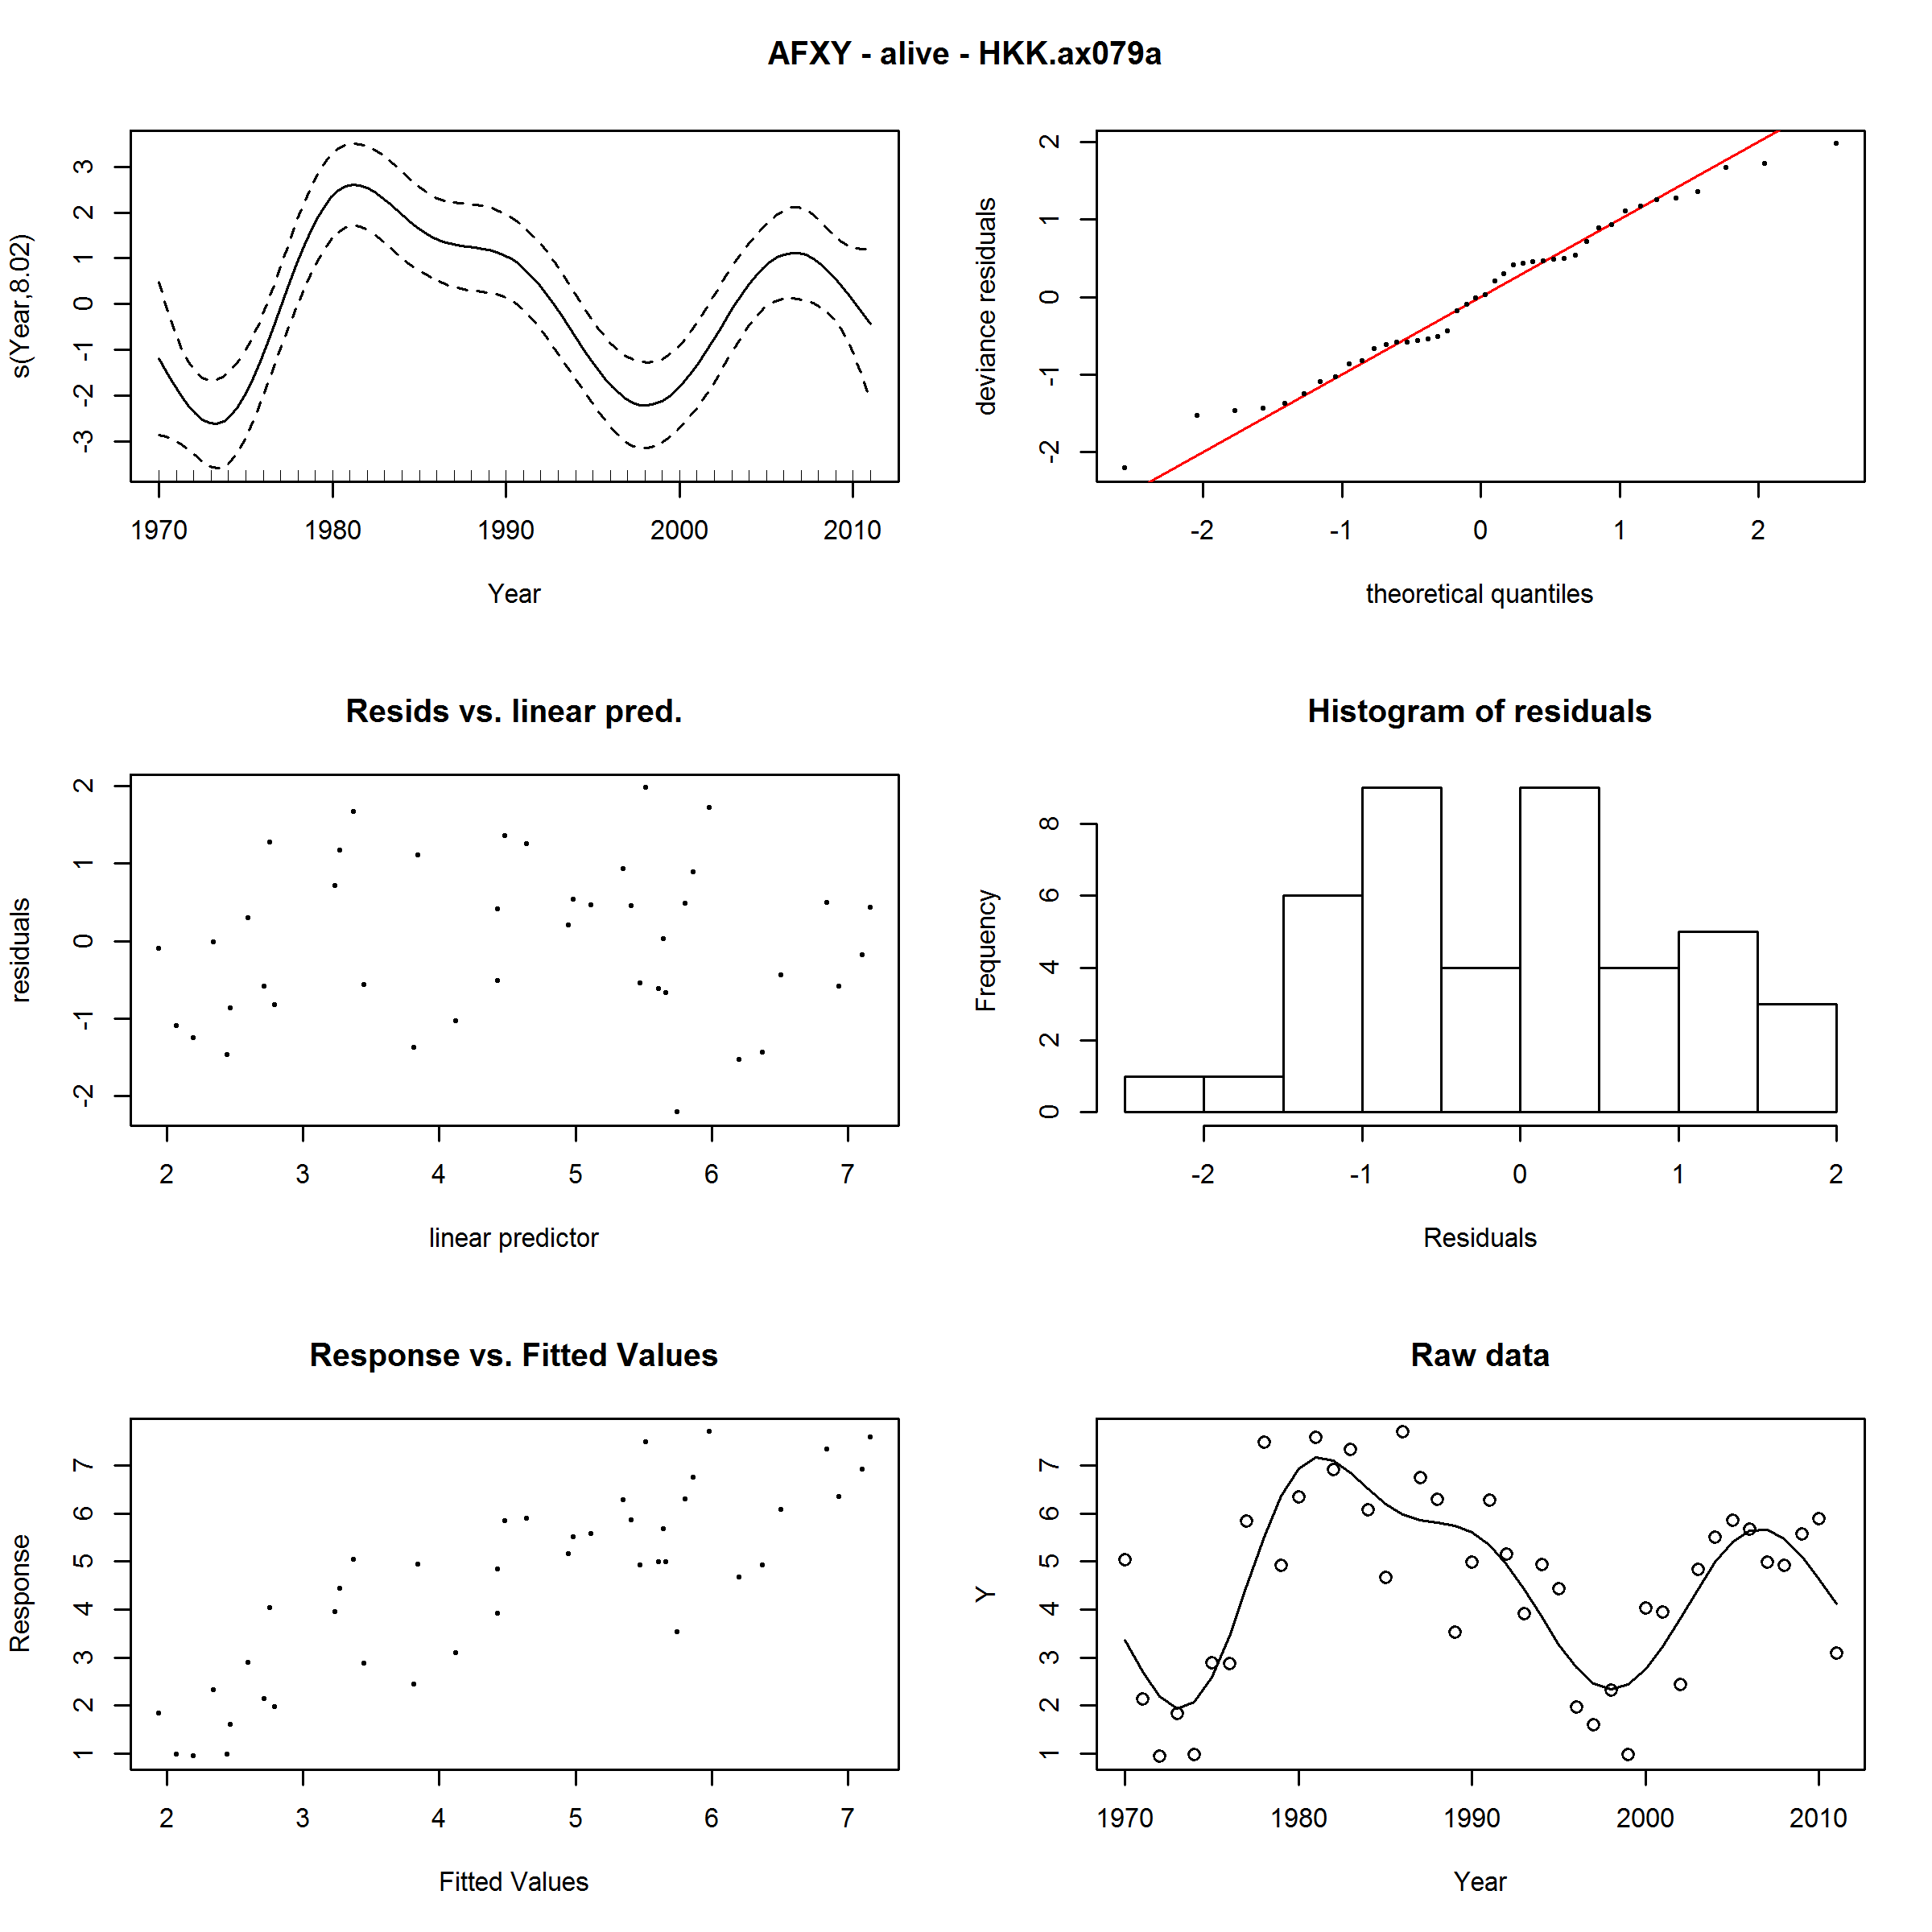 AFXY - alive - HKK.ax079a
s(Year,8.02)
3
2
1
0
-1
-2
-3
1970 1980 1990 2000 2010
Year
deviance residuals
2
1
0
-1
-2
-2 -1 0 1 2
theoretical quantiles
Resids vs. linear pred.
residuals
2
1
0
-1
-2
2 3 4 5 6 7
linear predictor
Histogram of residuals
Frequency
8
6
4
2
0
-2 -1 0 1 2
Residuals
Response vs. Fitted Values
Response
7
6
5
4
3
2
1
2 3 4 5 6 7
Fitted Values
Raw data
Y
7
6
5
4
3
2
1
1970 1980 1990 2000 2010
Year